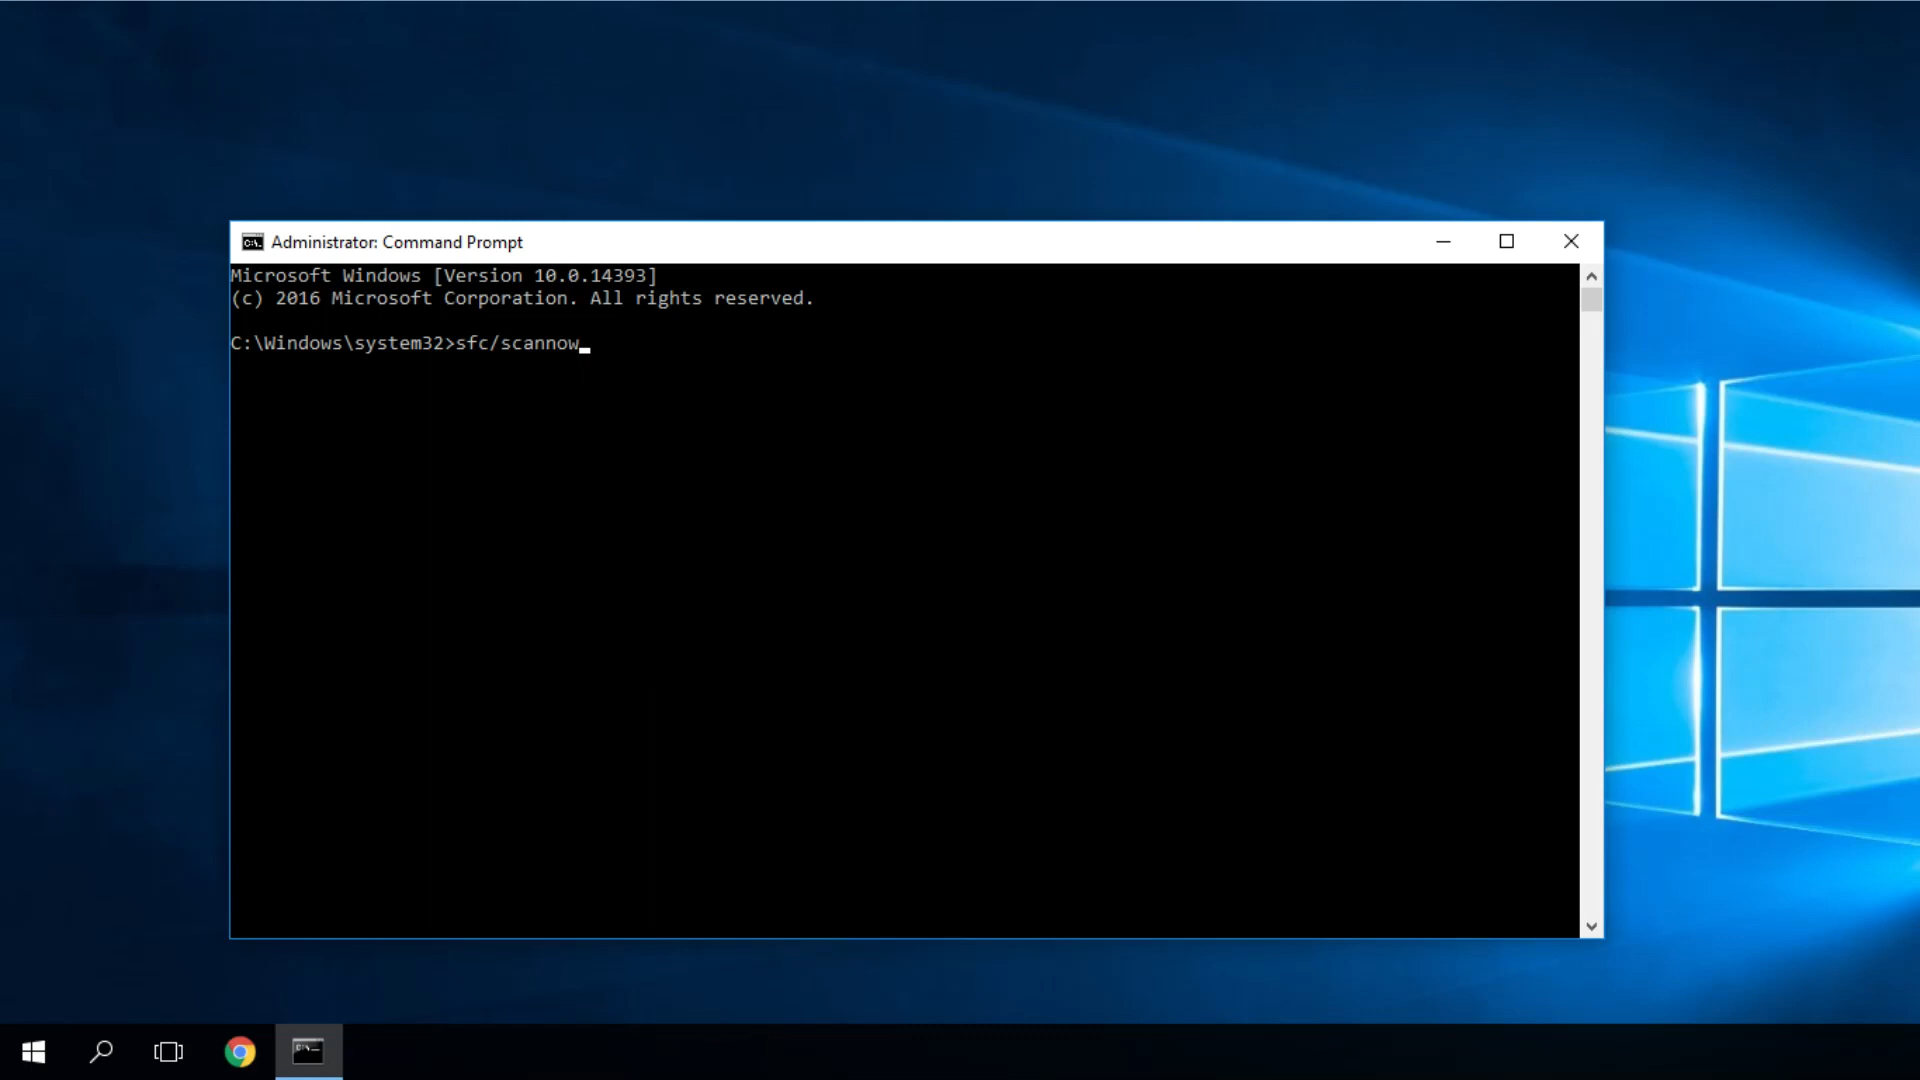 Administrator: Command Prompt
Microsoft Windows [Version 10.0.14393]
(c) 2016 Microsoft Corporation. All rights reserved.
C:\Windows\system32>sfc/scannow